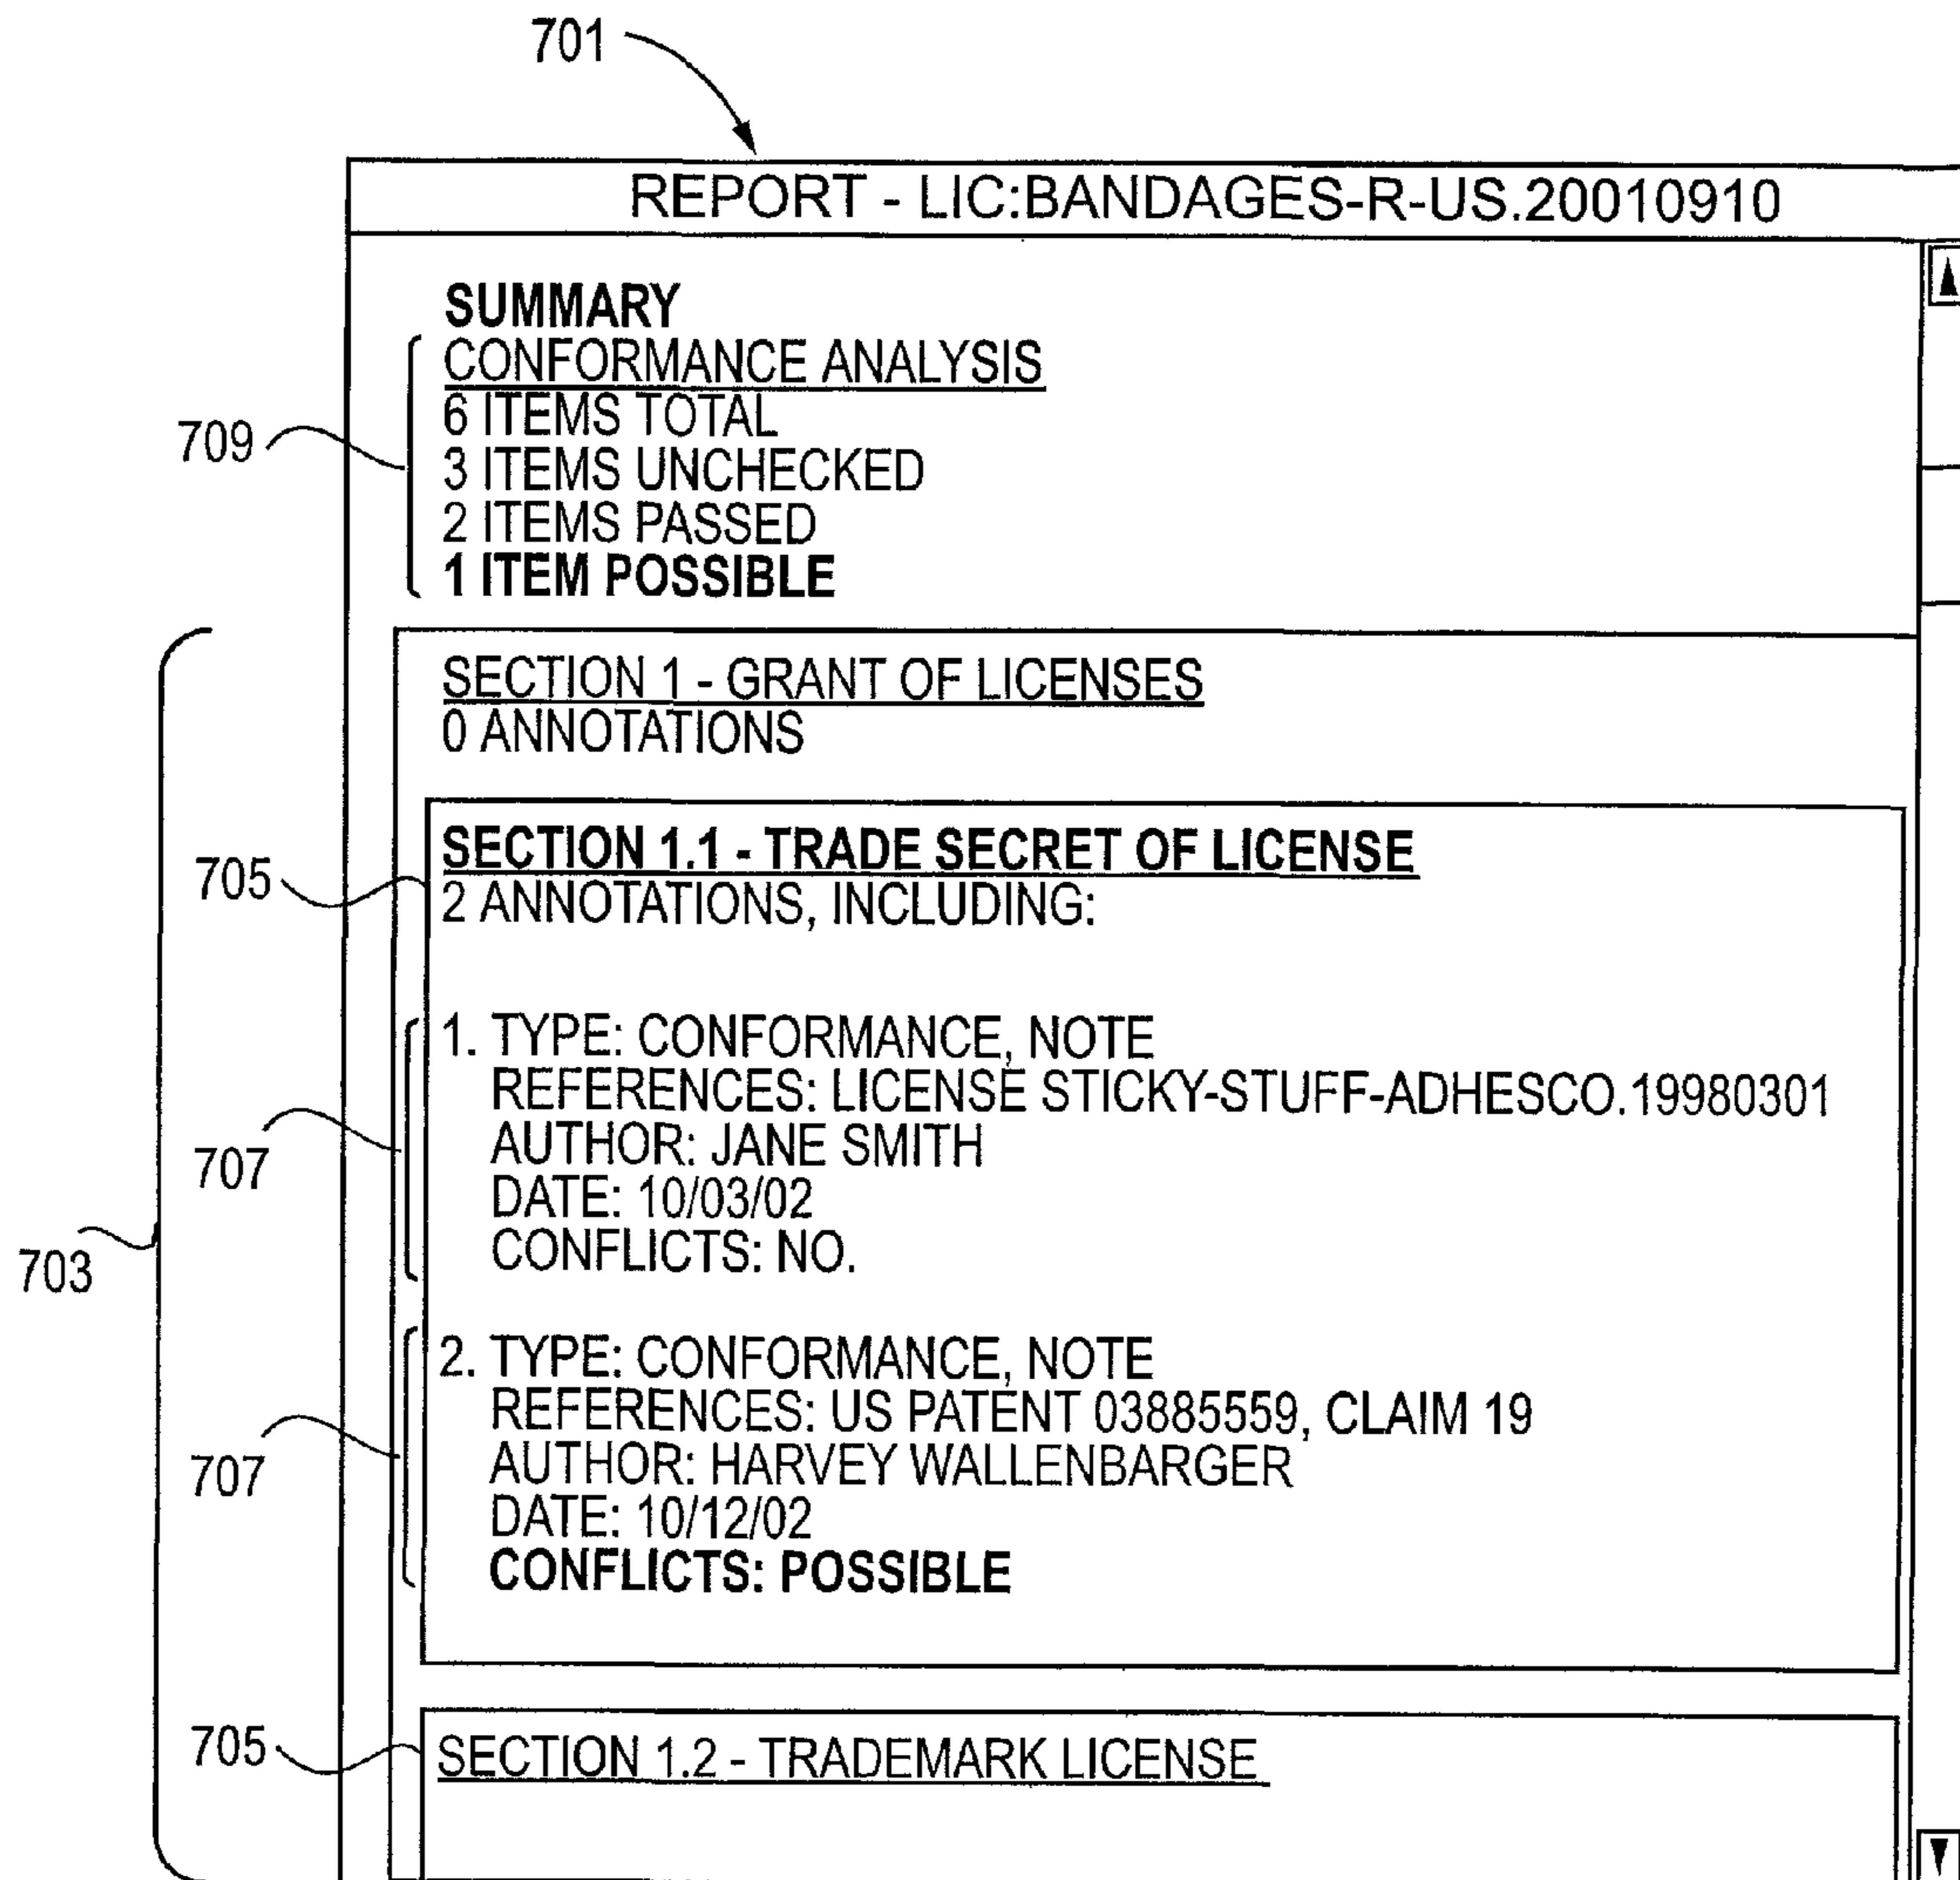 701
REPORT - LIC:BANDAGES-R-US.20010910
SUMMARY
CONFORMANCE ANALYSIS
6 ITEMS TOTAL
709
3 ITEMS UNCHECKED
2 ITEMS PASSED
1 ITEM POSSIBLE
SECTION 1 - GRANT OF LICENSES
0 ANNOTATIONS
SECTION 1.1 - TRADE SECRET OF LICENSE
705
2 ANNOTATIONS, INCLUDING:
1. TYPE: CONFORMANCE, NOTE
REFERENCES: LICENSE STICKY-STUFF-ADHESCO.19980301
AUTHOR: JANE SMITH
707
DATE: 10/03/02
CONFLICTS: NO.
703
2. TYPE: CONFORMANCE, NOTE
REFERENCES: US PATENT 03885559, CLAIM 19
AUTHOR: HARVEY WALLENBARGER
707
DATE: 10/12/02
CONFLICTS: POSSIBLE
705
SECTION 1.2 - TRADEMARK LICENSE